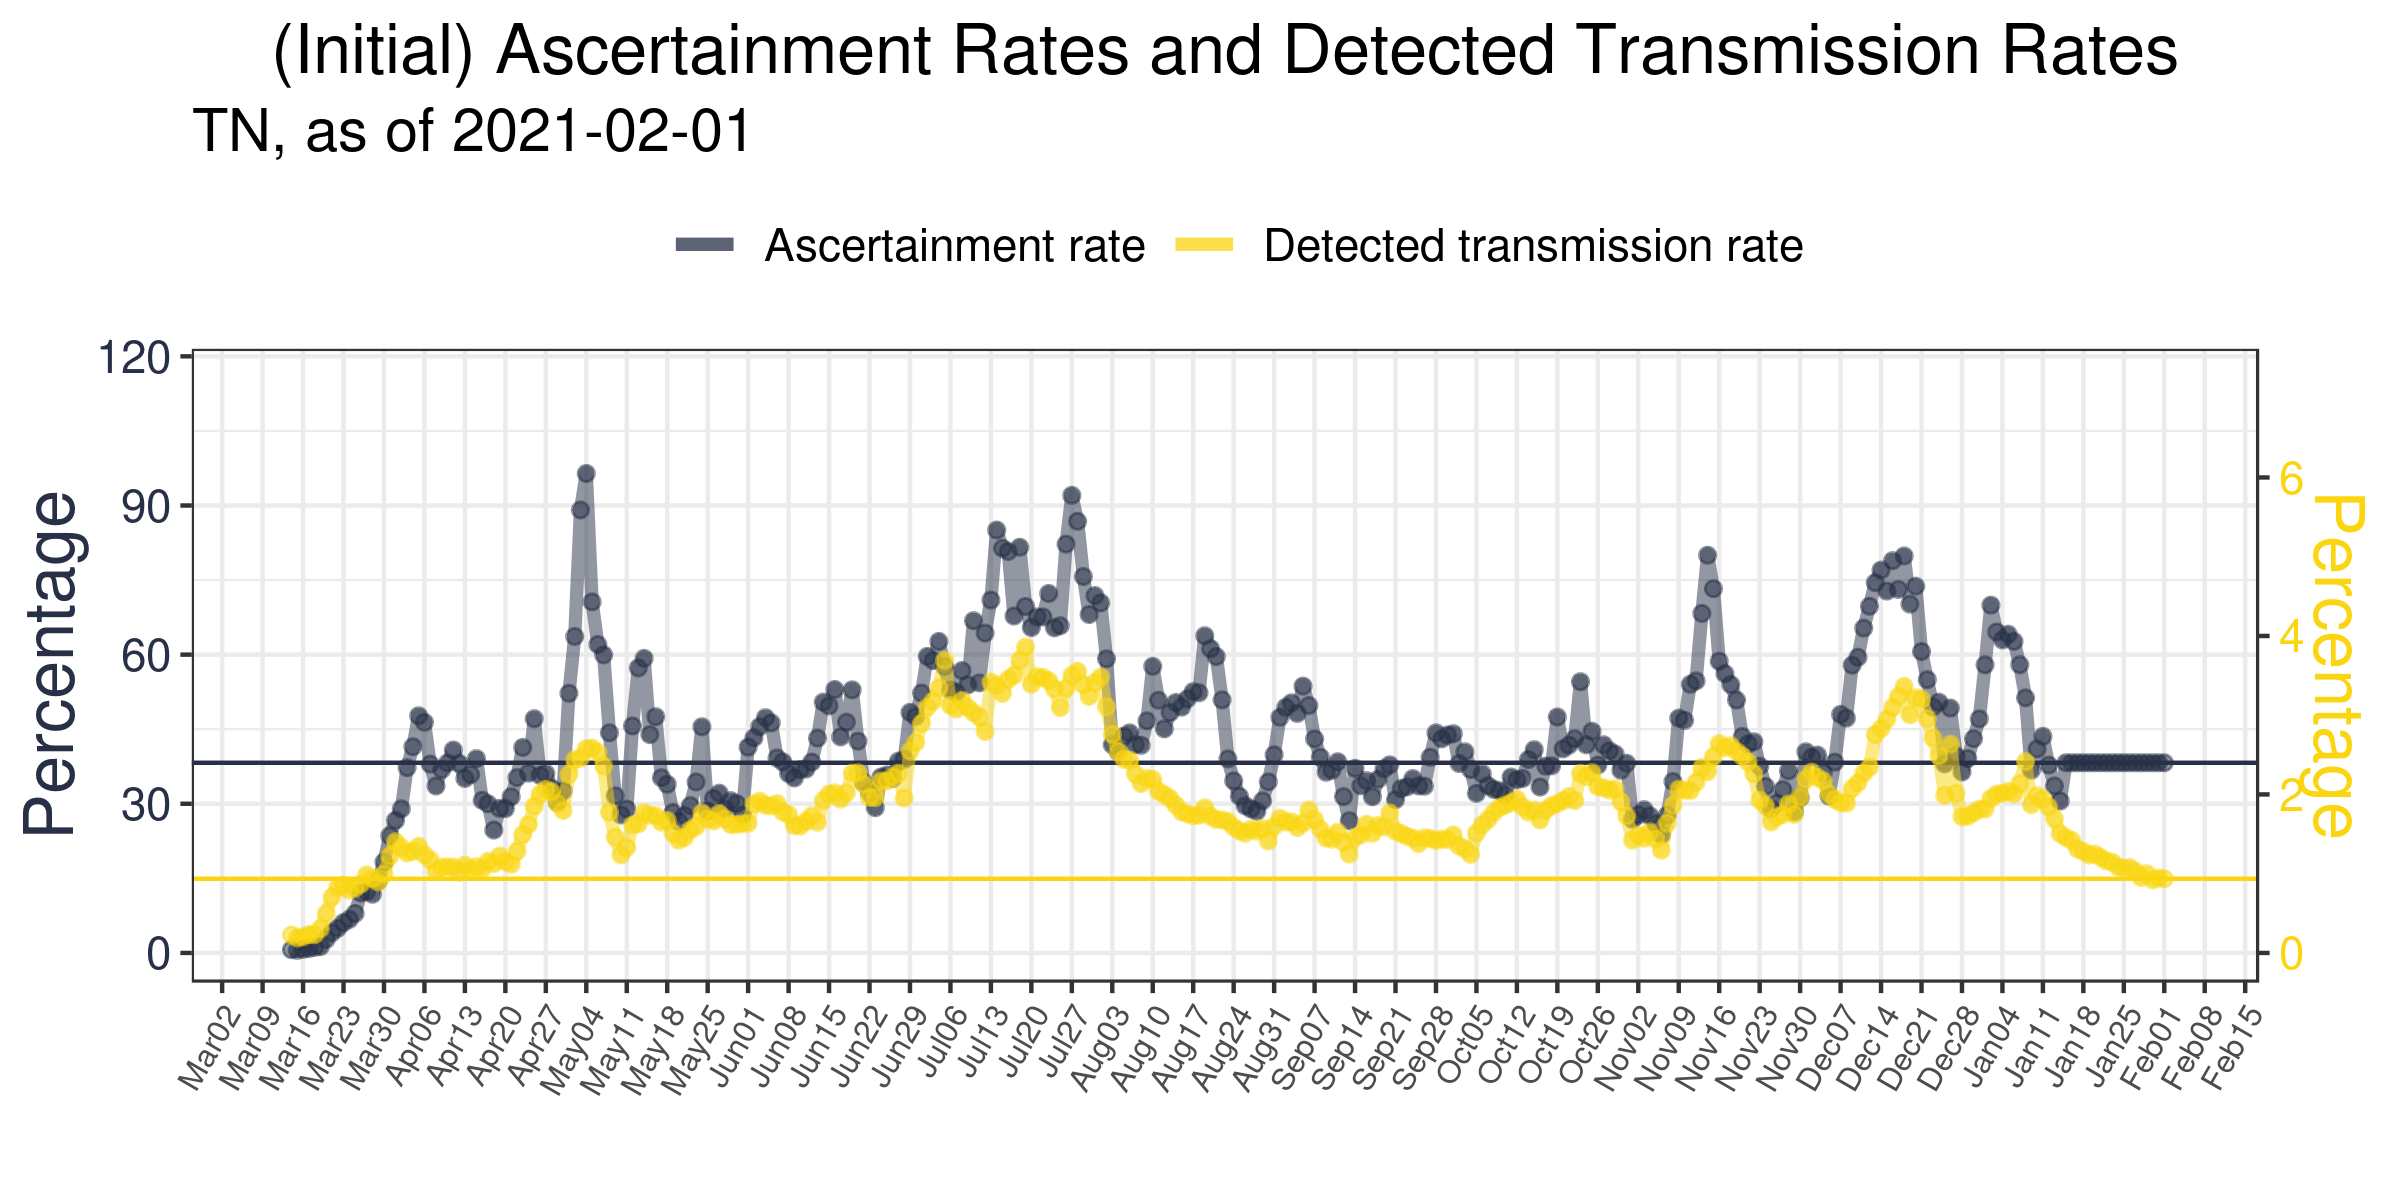 (Initial) Ascertainment Rates and Detected Transmission Rates
TN, as of 2021-02-01
Ascertainment rate
Detected transmission rate
Percentage
120
90
60
30
0
6
4
2
0
Percentage
Mar02
Mar09
Mar16
Mar23
Mar30
Apr06
Apr13
Apr20
Apr27
May04
May11
May18
May25
Jun01
Jun08
Jun15
Jun22
Jun29
Jul06
Jul13
Jul20
Jul27
Aug03
Aug10
Aug17
Aug24
Aug31
Sep07
Sep14
Sep21
Sep28
Oct05
Oct12
Oct19
Oct26
Nov02
Nov09
Nov16
Nov23
Nov30
Dec07
Dec14
Dec21
Dec28
Jan04
Jan11
Jan18
Jan25
Feb01
Feb08
Feb15